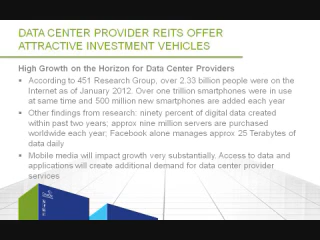 DATA CENTER PROVIDER REITS OFFER
ATTRACTIVE INVESTMENT VEHICLES
High Growth on the Horizon for Data Center Providers
According to 451 Research Group, over 2.33 billion people were on the
Internet as of January 2012. Over one trillion smartphones were in use
at same time and 500 million new smartphones are added each year
Other findings from research: ninety percent of digital data created
within past two years; approx nine million servers are purchased
worldwide each year; Facebook alone manages approx 25 Terabytes of
data daily
Mobile media will impact growth very substantially. Access to data and
applications will create additional demand for data center provider
services